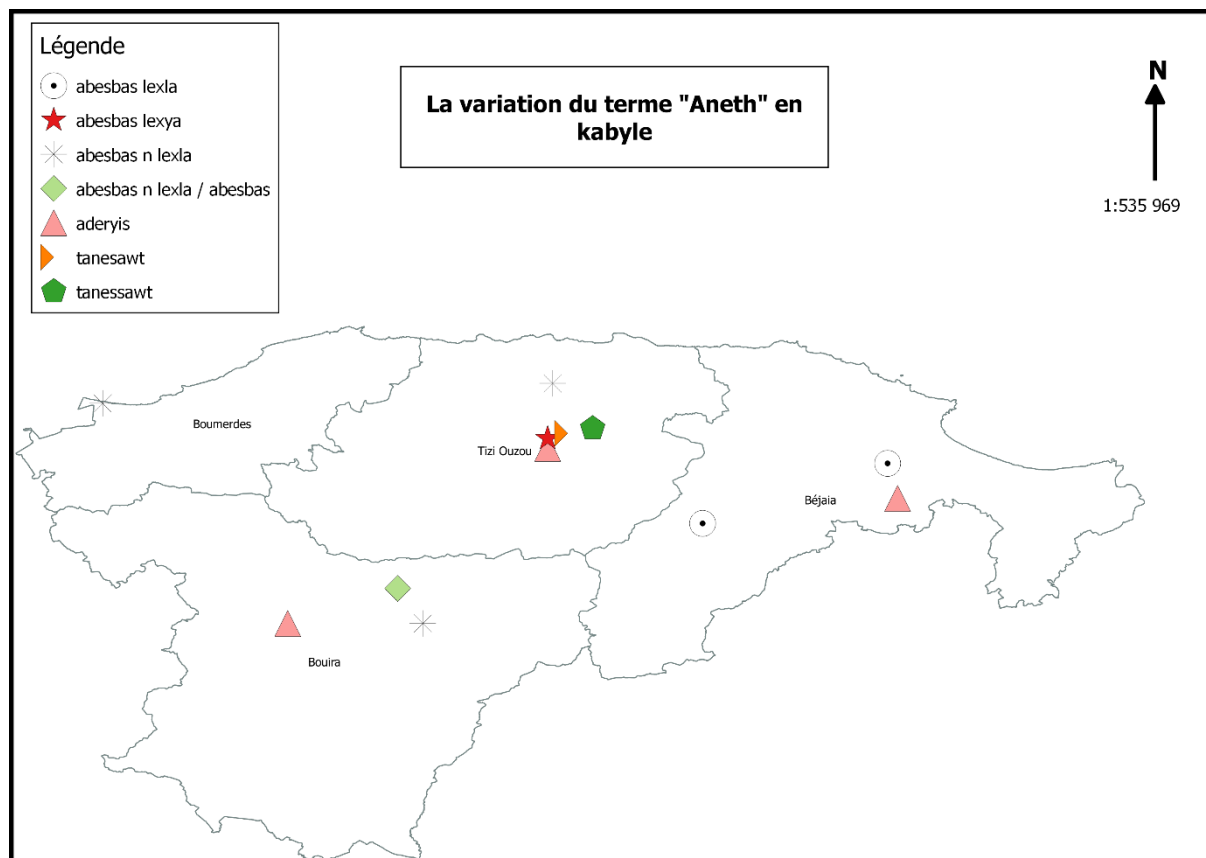 Légende
abesbas lexla
abesbas lexya
abesbas n lexla
abesbas n lexla / abesbas
aderyis
tanesawt
tanessawt
La variation du terme "Aneth" en
kabyle
N
1:535 969
Boumerdes
Tizi Ouzou
Béjaia
Bouira